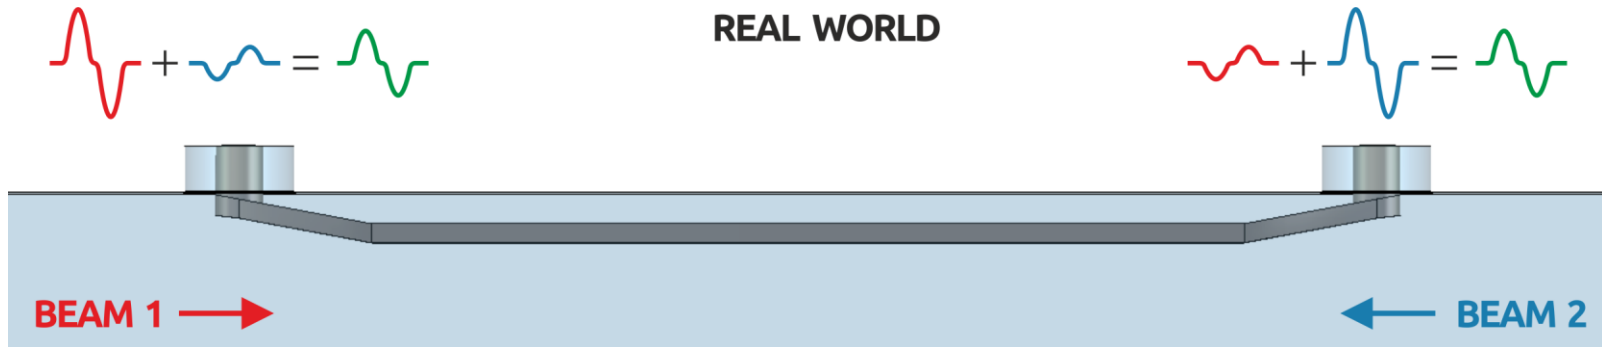 REAL WORLD
+ =
+ =
BEAM 1
BEAM 2